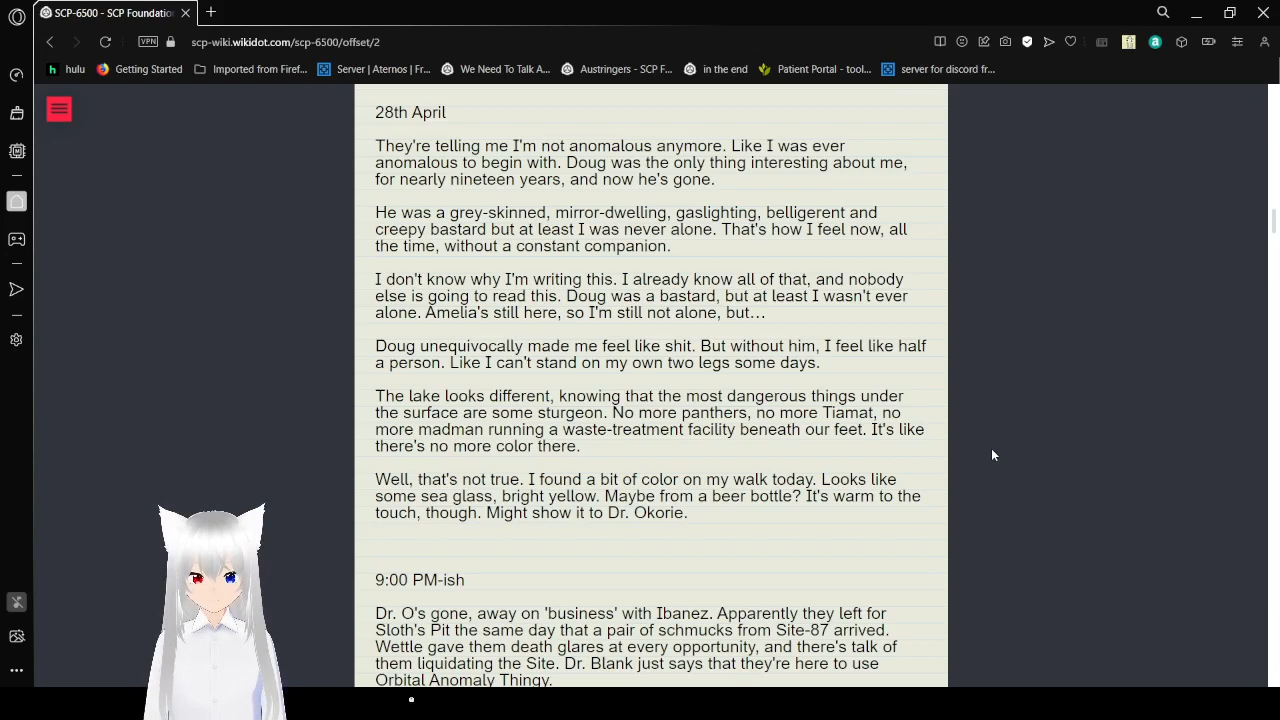 SCP-6500 - SCP Foundatio
scp-wiki.wikidot.com/scp-6500/offset/2
VPN
hulu
Getting Started
Imported from Firef...
Server | Aternos | Fr...
We Need To Talk A...
Austringers - SCP F...
in the end
Patient Portal - tool...
server for discord fr...
28th April
They're telling me I'm not anomalous anymore. Like I was ever
anomalous to begin with. Doug was the only thing interesting about me,
for nearly nineteen years, and now he's gone.
He was a grey-skinned, mirror-dwelling, gaslighting, belligerent and
creepy bastard but at least I was never alone. That's how I feel now, all
the time, without a constant companion.
I don't know why I'm writing this. I already know all of that, and nobody
else is going to read this. Doug was a bastard, but at least I wasn't ever
alone. Amelia's still here, so I'm still not alone, but…
Doug unequivocally made me feel like shit. But without him, I feel like half
a person. Like I can't stand on my own two legs some days.
The lake looks different, knowing that the most dangerous things under
the surface are some sturgeon. No more panthers, no more Tiamat, no
more madman running a waste-treatment facility beneath our feet. It's like
there's no more color there.
Well, that's not true. I found a bit of color on my walk today. Looks like
some sea glass, bright yellow. Maybe from a beer bottle? It's warm to the
touch, though. Might show it to Dr. Okorie.
9:00 PM-ish
Dr. O's gone, away on 'business' with Ibanez. Apparently they left for
Sloth's Pit the same day that a pair of schmucks from Site-87 arrived.
Wettle gave them death glares at every opportunity, and there's talk of
them liquidating the Site. Dr. Blank just says that they're here to use
Orbital Anomaly Thingy.